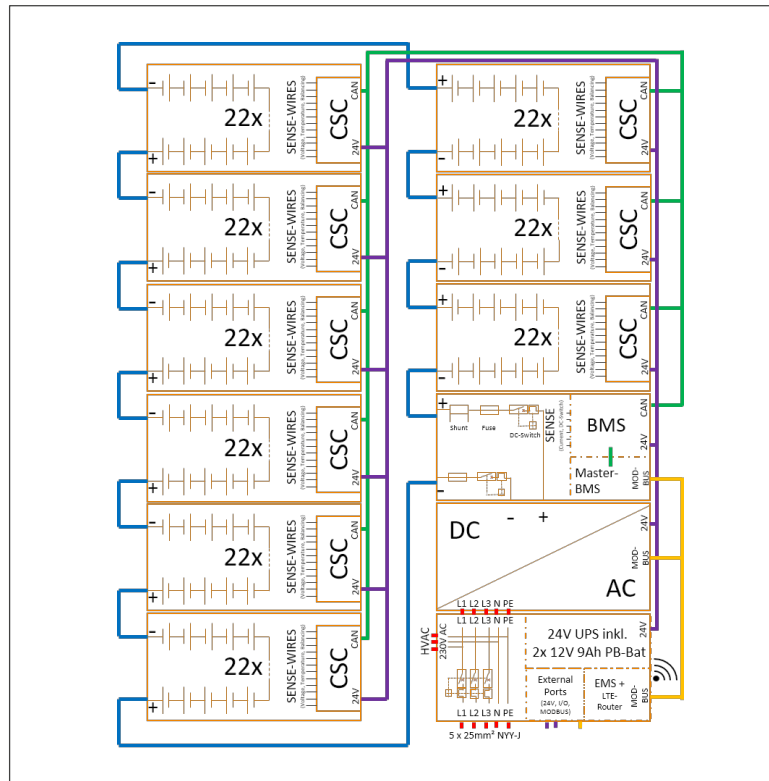 -
22x
+
SENSE-WIRES
(Voltage, Temperature, Balancing)
CSC
CAN
24V
-
22x
+
SENSE-WIRES
(Voltage, Temperature, Balancing)
CSC
CAN
24V
-
22x
+
SENSE-WIRES
(Voltage, Temperature, Balancing)
CSC
CAN
24V
-
22x
+
SENSE-WIRES
(Voltage, Temperature, Balancing)
CSC
CAN
24V
-
22x
+
SENSE-WIRES
(Voltage, Temperature, Balancing)
CSC
CAN
24V
-
22x
+
SENSE-WIRES
(Voltage, Temperature, Balancing)
CSC
CAN
24V
+
22x
-
SENSE-WIRES
(Voltage, Temperature, Balancing)
CSC
CAN
24V
+
22x
-
SENSE-WIRES
(Voltage, Temperature, Balancing)
CSC
CAN
24V
+
22x
-
SENSE-WIRES
(Voltage, Temperature, Balancing)
CSC
CAN
24V
+
Shunt
Fuse
DC-Switch
-
SENSE
(Current, DC-Switch)
BMS
CAN
24V
Master-
BMS
MOD-
BUS
- +
DC
AC
24V
MOD-
BUS
L1 L2 L3 N PE
L1 L2 L3 N PE
HVAC
230V AC
L1 L2 L3 N PE
5 x 25mm² NYY-J
24V UPS inkl.
2x 12V 9Ah PB-Bat
24V
External
Ports
(24V, I/O,
MODBUS)
EMS +
LTE-
Router
MOD-
BUS